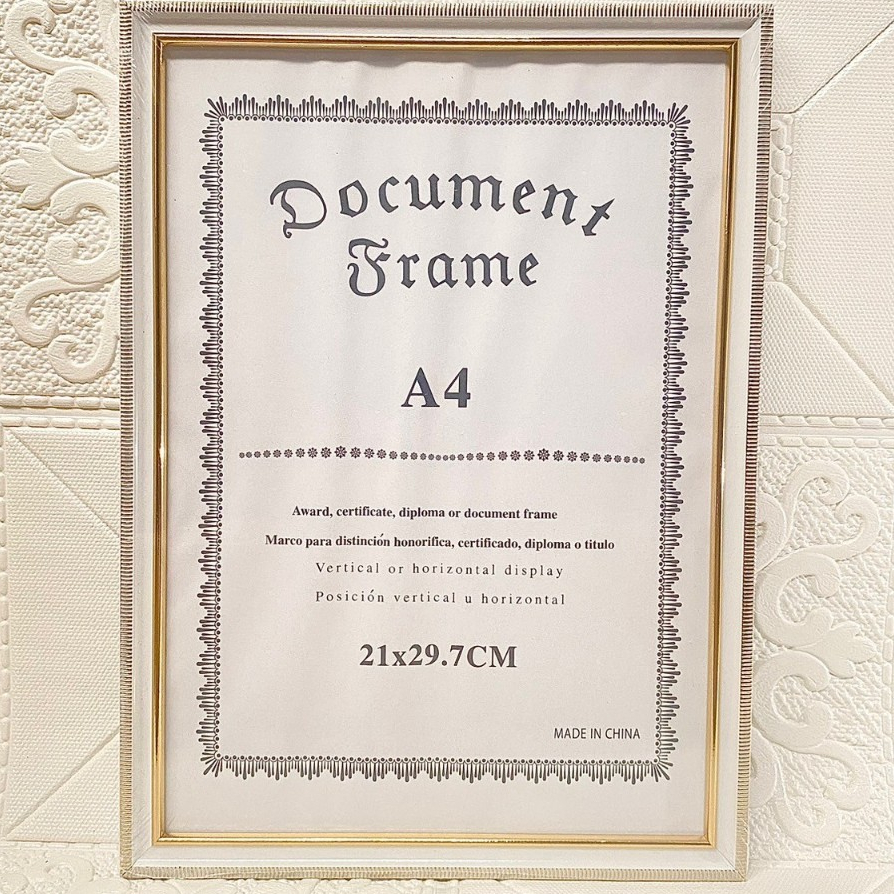 Document
Frame
A4
Award, certificate, diploma or document frame
Marco para distinción honorifica, certificado, diploma o titulo
Vertical or horizontal display
Posición vertical u horizontal
21x29.7CM
MADE IN CHINA